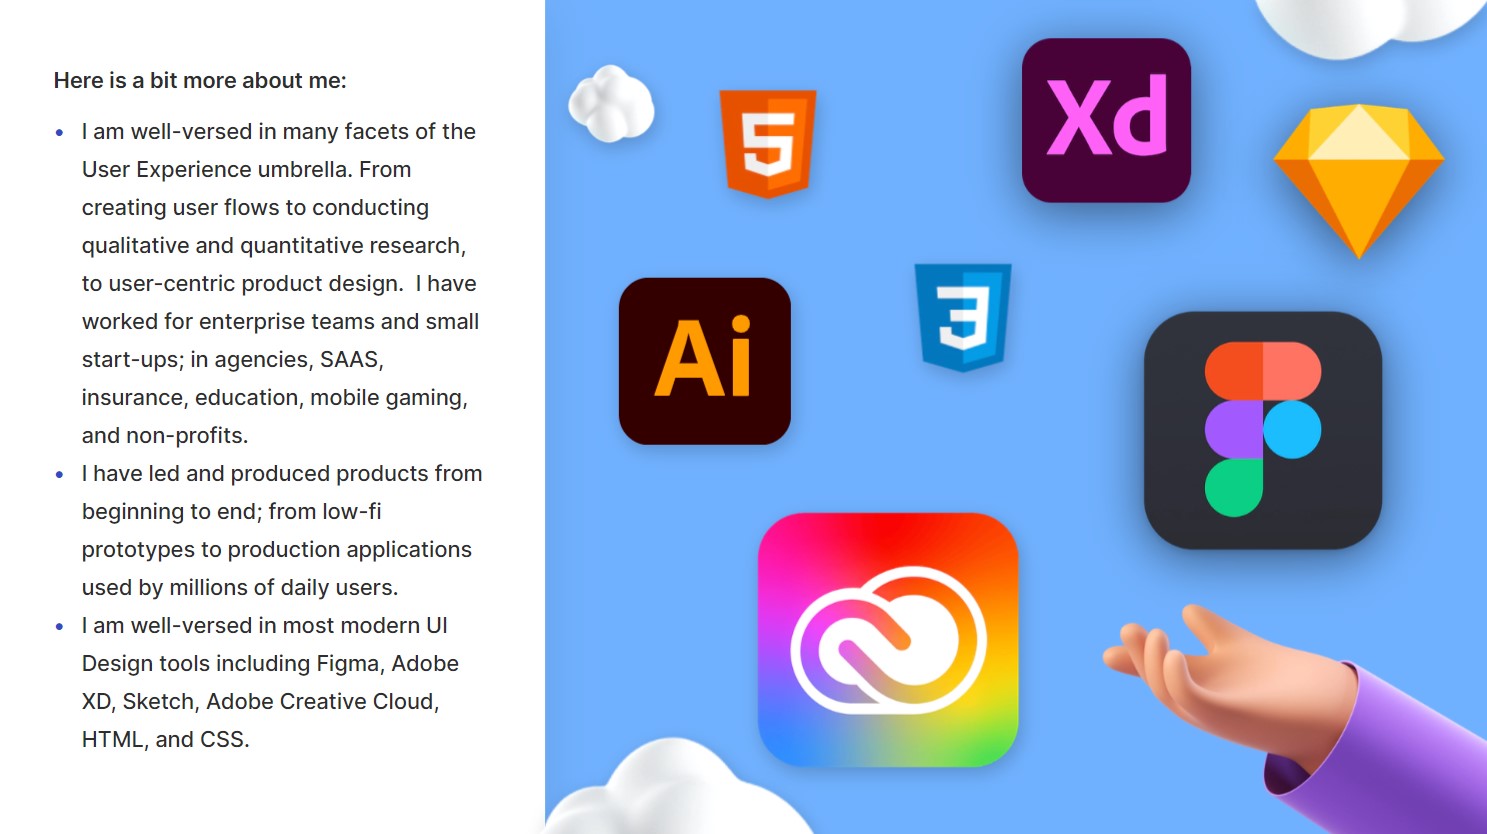 Here is a bit more about me:
I am well-versed in many facets of the
User Experience umbrella. From
creating user flows to conducting
qualitative and quantitative research,
to user-centric product design.  I have
worked for enterprise teams and small
start-ups; in agencies, SAAS,
insurance, education, mobile gaming,
and non-profits.
I have led and produced products from
beginning to end; from low-fi
prototypes to production applications
used by millions of daily users.
I am well-versed in most modern UI
Design tools including Figma, Adobe
XD, Sketch, Adobe Creative Cloud,
HTML, and CSS.
5
Xd
3
Ai